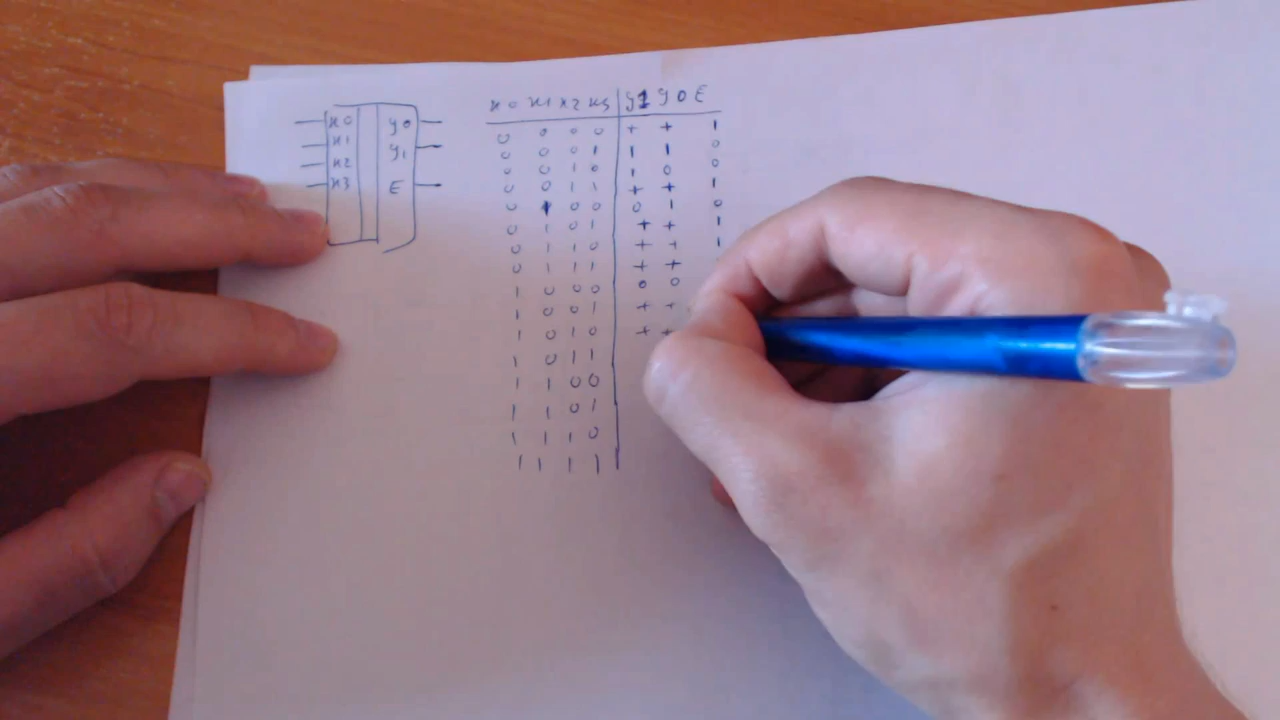 x0 y0
x1 y1
x2
x3 E
x0 x1 x2 x3 y1 y0 E
0 0 0 0 + + 1
0 0 0 1 1 1 0
0 0 1 0 1 0 0
0 0 1 1 + + 1
0 1 0 0 0 1 0
0 1 0 1 + + 1
0 1 1 0 + + 1
0 1 1 1 + +
1 0 0 0 0 0
1 0 0 1 + +
1 0 1 0 + +
1 0 1 1
1 1 0 0
1 1 0 1
1 1 1 0
1 1 1 1